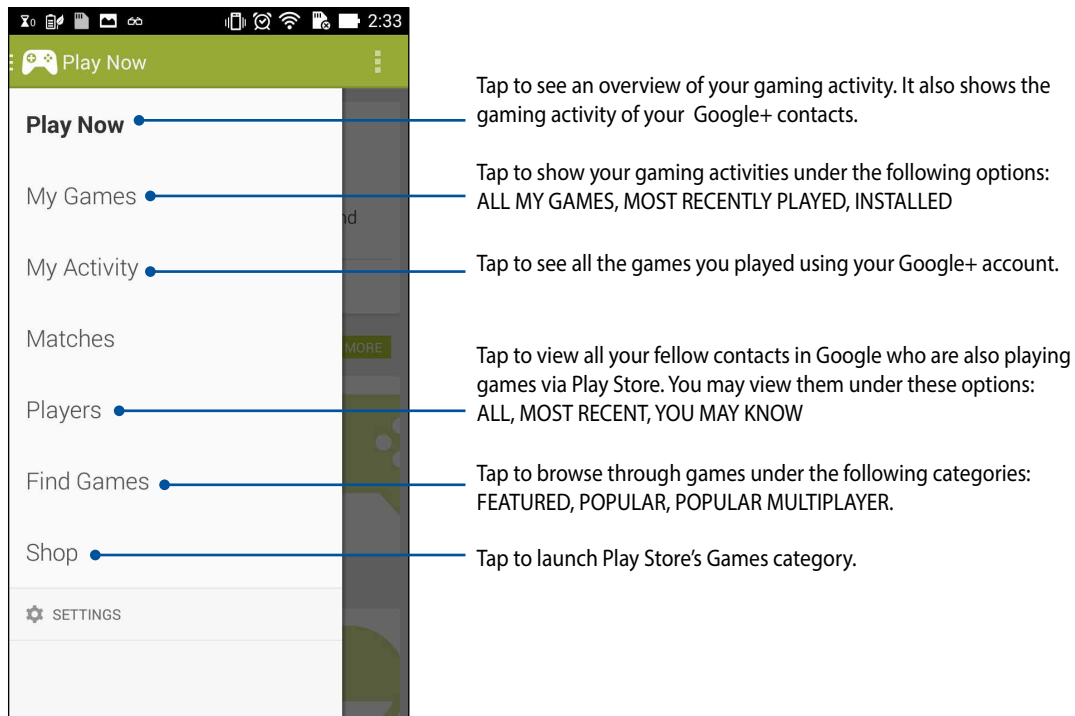 2:33
Play Now
Play Now
Tap to see an overview of your gaming activity. It also shows the
gaming activity of your Google+ contacts.
My Games
Tap to show your gaming activities under the following options:
ALL MY GAMES, MOST RECENTLY PLAYED, INSTALLED
nd
My Activity
Tap to see all the games you played using your Google+ account.
Matches
MORE
Players
Tap to view all your fellow contacts in Google who are also playing
games via Play Store. You may view them under these options:
ALL, MOST RECENT, YOU MAY KNOW
Find Games
Tap to browse through games under the following categories:
FEATURED, POPULAR, POPULAR MULTIPLAYER.
Shop
Tap to launch Play Store’s Games category.
SETTINGS